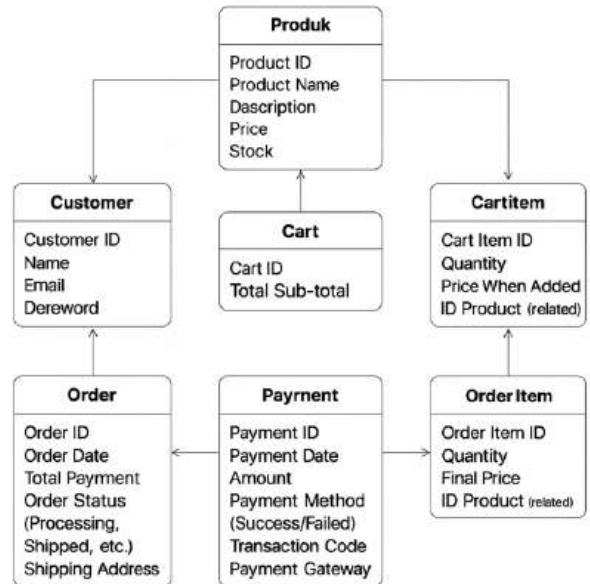 Produk
Product ID
Product Name
Dascription
Price
Stock
Customer
Customer ID
Name
Email
Dereword
Cart
Cart ID
Total Sub-total
Cartitem
Cart Item ID
Quantity
Price When Added
ID Product (related)
Order
Order ID
Order Date
Total Payrment
Order Status
(Processing,
Shipped, etc.)
Shipping Address
Payrnent
Payment ID
Payment Date
Amount
Payment Method
(Success/Failed)
Transaction Code
Payment Gateway
Order Item
Order Item ID
Quantity
Final Price
ID Product (related)